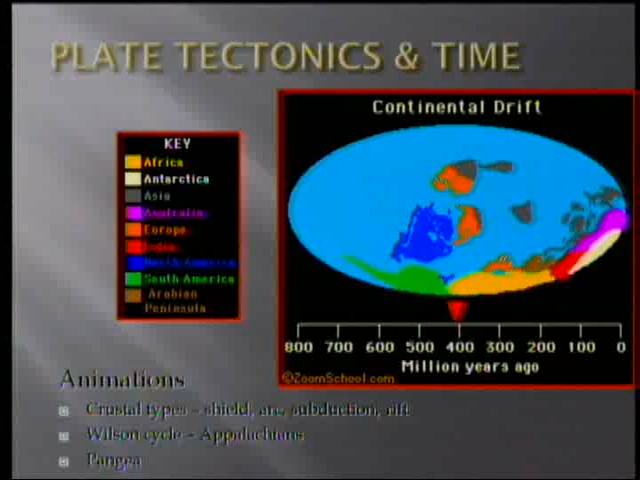 PLATE TECTONICS & TIME
Continental Drift
KEY
Africa
Antarctica
Asia
Australia
Europe
India
North America
South America
Arabian
Peninsula
800 700 600 500 400 300 200 100 0
Million years ago
©ZoomSchool.com
Animations
Crustal types – shield, arc, subduction, rift
Wilson cycle – Appalachians
Pangea